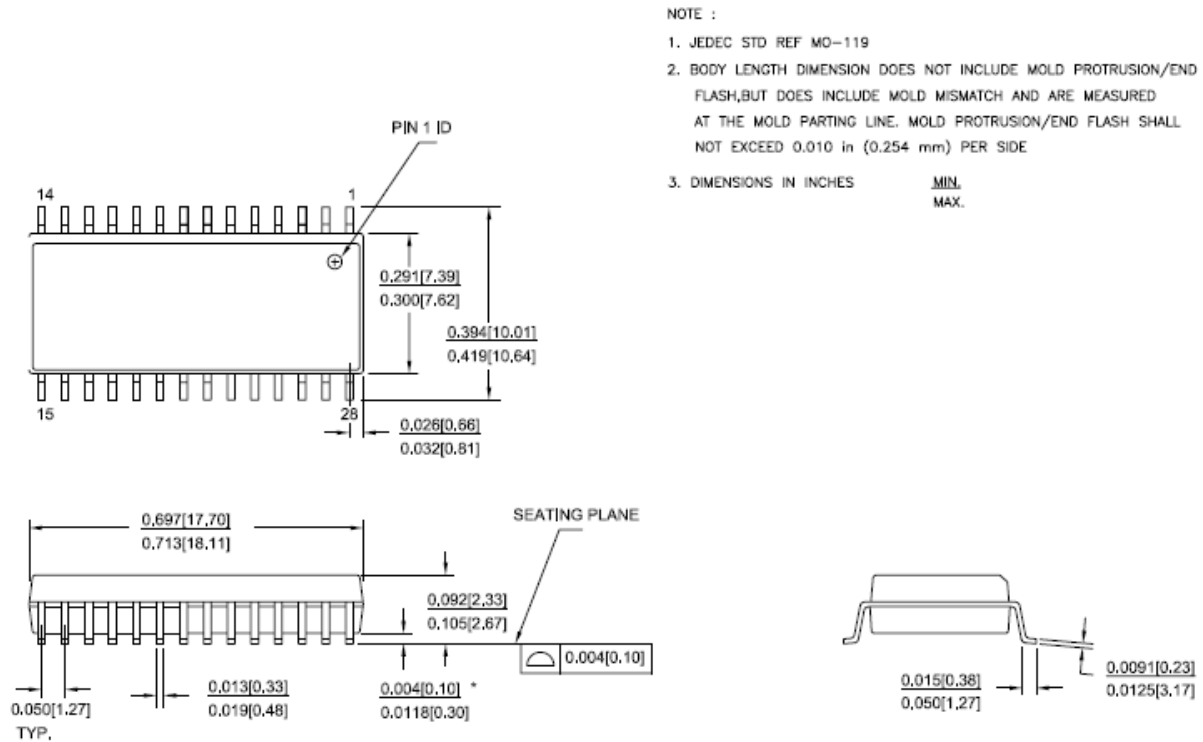 NOTE :
1. JEDEC STD REF MO-119
2. BODY LENGTH DIMENSION DOES NOT INCLUDE MOLD PROTRUSION/END
FLASH,BUT DOES INCLUDE MOLD MISMATCH AND ARE MEASURED
AT THE MOLD PARTING LINE. MOLD PROTRUSION/END FLASH SHALL
NOT EXCEED 0.010 in (0.254 mm) PER SIDE
3. DIMENSIONS IN INCHES MIN.
MAX.
PIN 1 ID
14 1
0.291[7.39]
0.300[7.62]
0.394[10.01]
0.419[10.64]
15 28
0.026[0.66]
0.032[0.81]
0.697[17.70]
0.713[18.11]
SEATING PLANE
0.092[2.33]
0.105[2.67]
0.004[0.10]
0.050[1.27]
TYP.
0.013[0.33]
0.019[0.48]
0.004[0.10] *
0.0118[0.30]
0.015[0.38]
0.050[1.27]
0.0091[0.23]
0.0125[3.17]